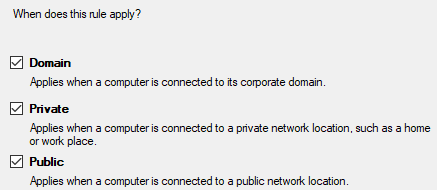 When does this rule apply?
Domain
Applies when a computer is connected to its corporate domain.
Private
Applies when a computer is connected to a private network location, such as a home
or work place.
Public
Applies when a computer is connected to a public network location.